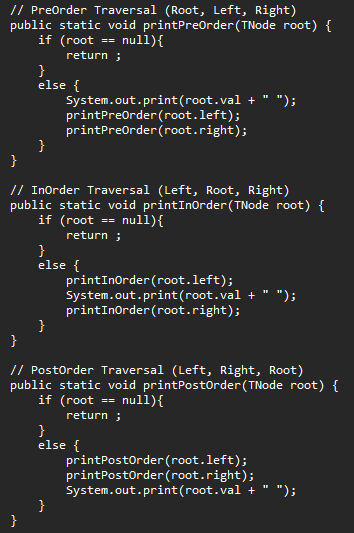 // PreOrder Traversal (Root, Left, Right)
public static void printPreOrder(TNode root) {
    if (root == null){
        return ;
    }
    else {
        System.out.print(root.val + " ");
        printPreOrder(root.left);
        printPreOrder(root.right);
    }
}

// InOrder Traversal (Left, Root, Right)
public static void printInOrder(TNode root) {
    if (root == null){
        return ;
    }
    else {
        printInOrder(root.left);
        System.out.print(root.val + " ");
        printInOrder(root.right);
    }
}

// PostOrder Traversal (Left, Right, Root)
public static void printPostOrder(TNode root) {
    if (root == null){
        return ;
    }
    else {
        printPostOrder(root.left);
        printPostOrder(root.right);
        System.out.print(root.val + " ");
    }
}